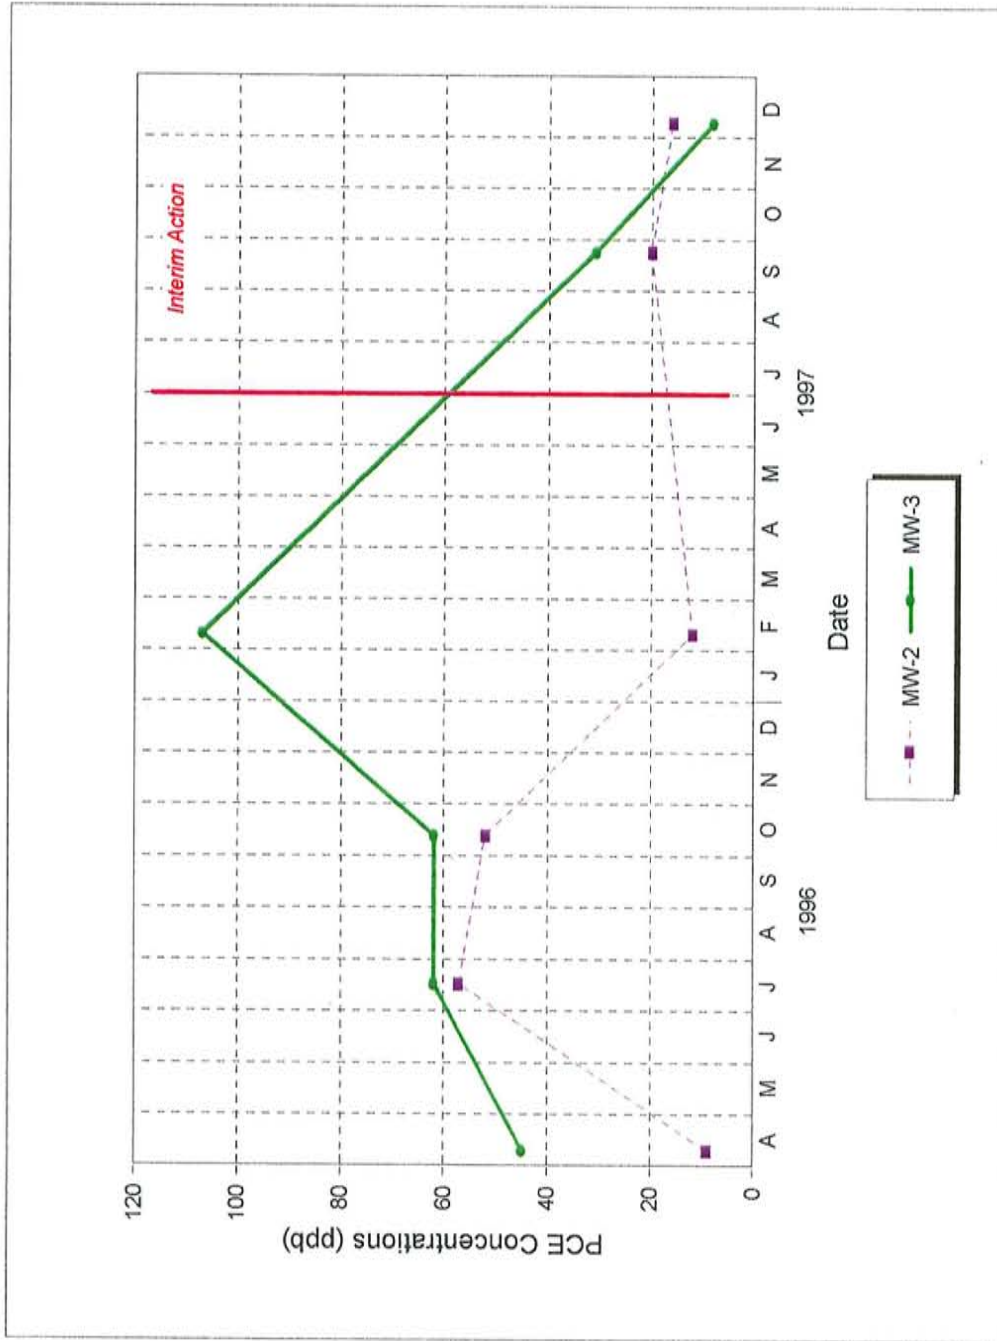 PCE Concentrations (ppb)
120
100
80
60
40
20
0
Interim Action
A M J J A S O N D J F M A M J J A S O N D
1996 1997
Date
MW-2 MW-3